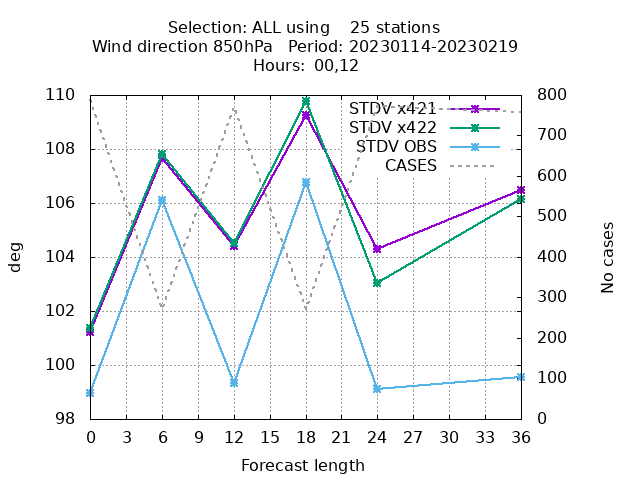 Selection: ALL using 25 stations
Wind direction 850hPa Period: 20230114-20230219
Hours: 00,12
STDV x421
STDV x422
STDV OBS
CASES
110
108
106
104
102
100
98
800
700
600
500
400
300
200
100
0
deg
No cases
0 3 6 9 12 15 18 21 24 27 30 33 36
Forecast length